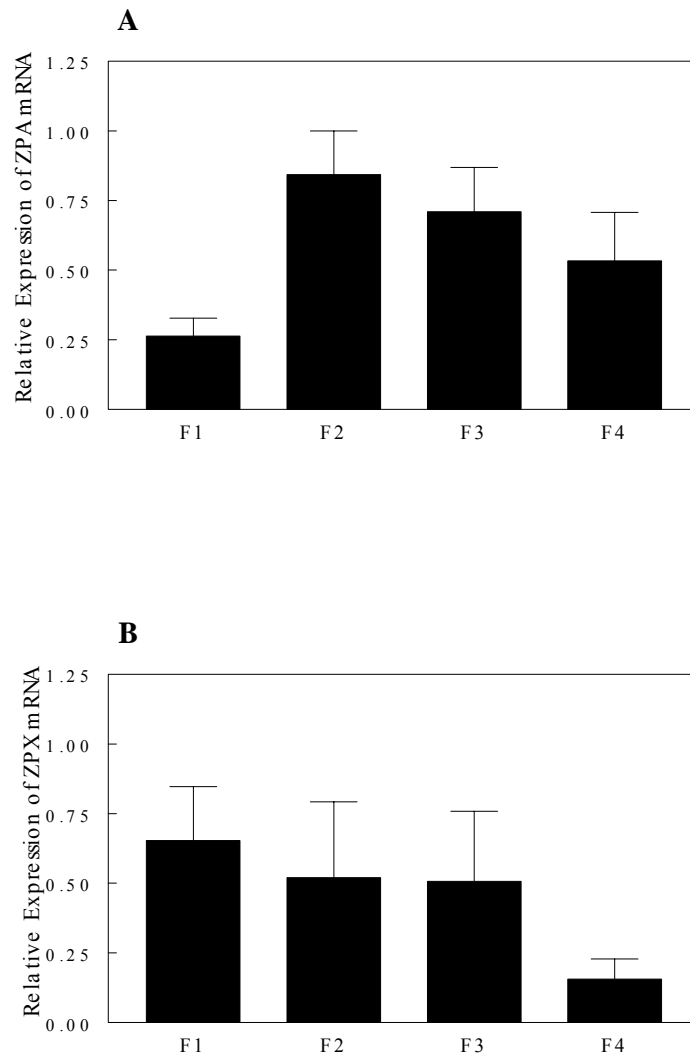 A
Relative Expression of ZPA mRNA
1.25
1.00
0.75
0.50
0.25
0.00
F1 F2 F3 F4
B
Relative Expression of ZPX mRNA
1.25
1.00
0.75
0.50
0.25
0.00
F1 F2 F3 F4